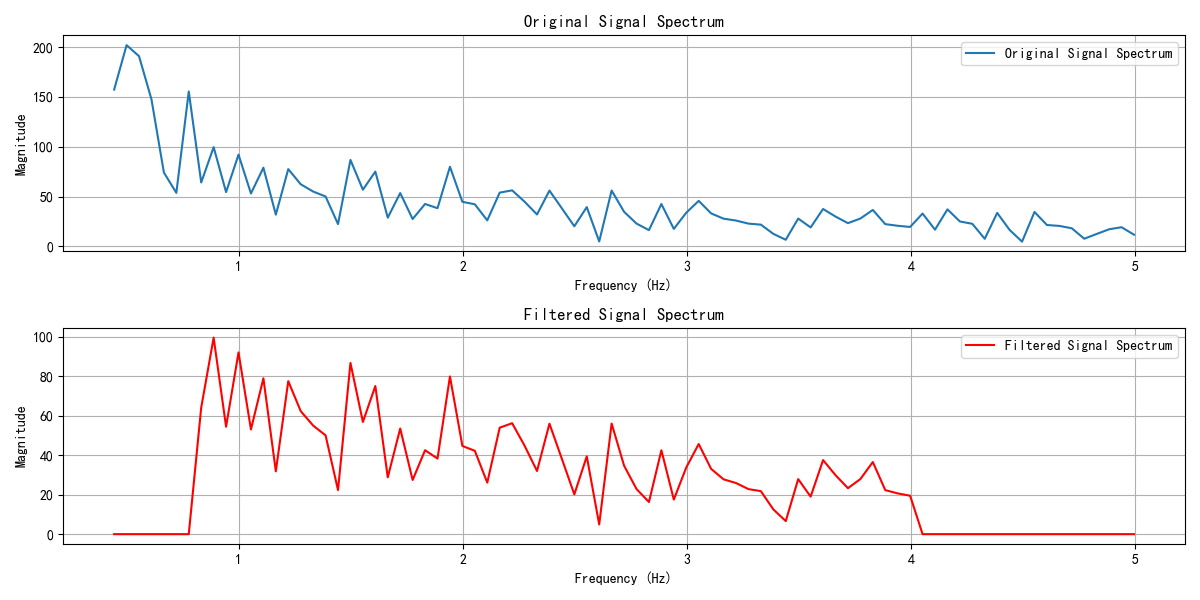 Original Signal Spectrum
200
150
100
50
0
Magnitude
Original Signal Spectrum
1
2
3
4
5
Frequency (Hz)
Filtered Signal Spectrum
100
80
60
40
20
0
Magnitude
Filtered Signal Spectrum
1
2
3
4
5
Frequency (Hz)